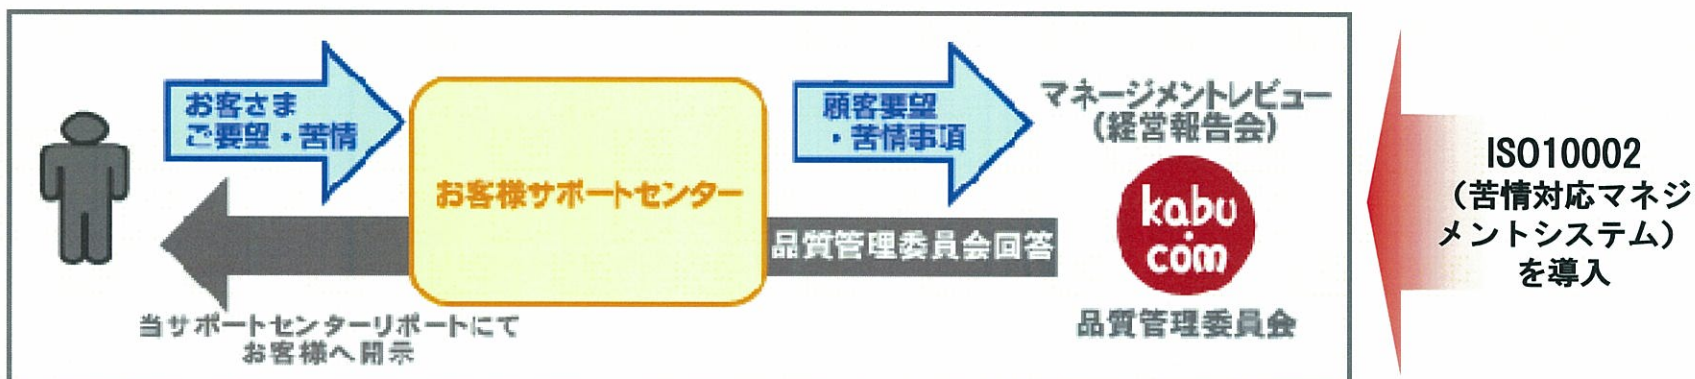 お客さま
ご要望・苦情
お客様サポートセンター
顧客要望
・苦情事項
マネージメントレビュー
（経営報告会）
kabu
.com
品質管理委員会
品質管理委員会回答
当サポートセンターリポートにて
お客様へ開示
ISO10002
（苦情対応マネジ
メントシステム）
を導入